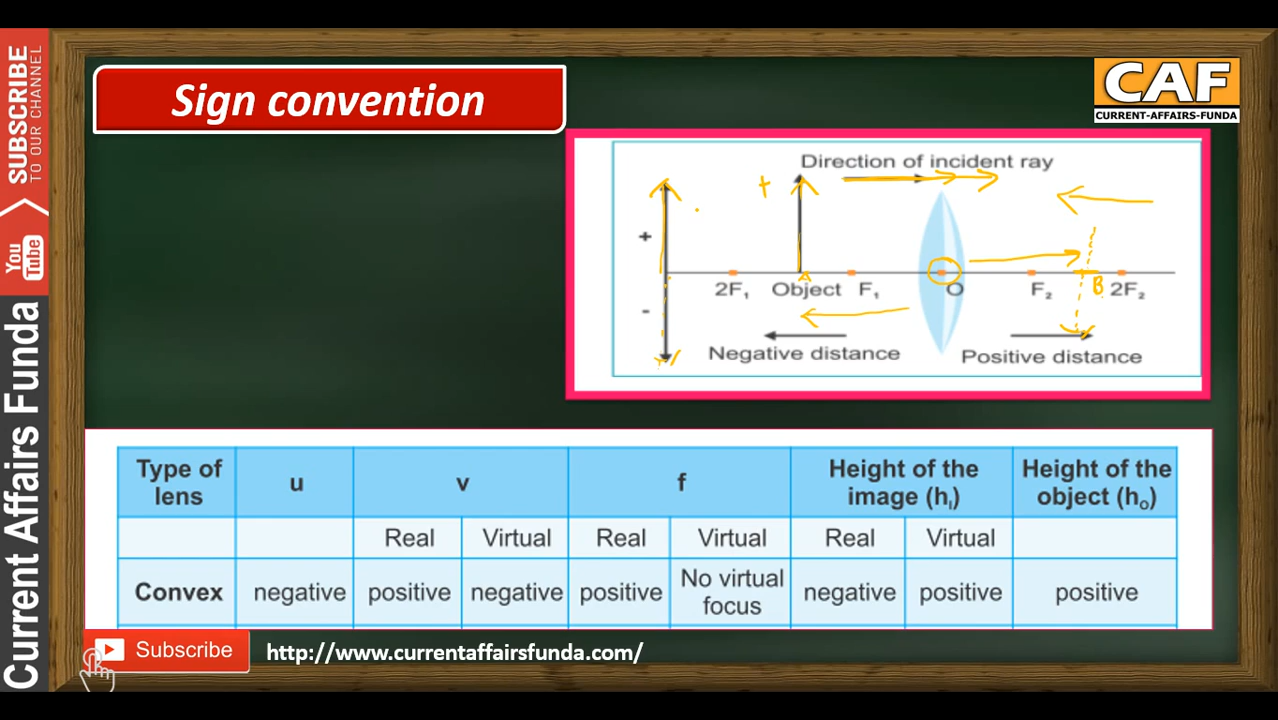 SUBSCRIBE
TO OUR CHANNEL
You Tube
Current Affairs Funda
Sign convention
CAF
CURRENT-AFFAIRS-FUNDA
Direction of incident ray
+
+
2F₁ Object F₁ O F₂ 2F₂
A
B
-
Negative distance Positive distance
Type of lens u v f Height of the image (hI) Height of the object (hO)
Real Virtual Real Virtual Real Virtual
Convex negative positive negative positive No virtual focus negative positive positive
Subscribe http://www.currentaffairsfunda.com/